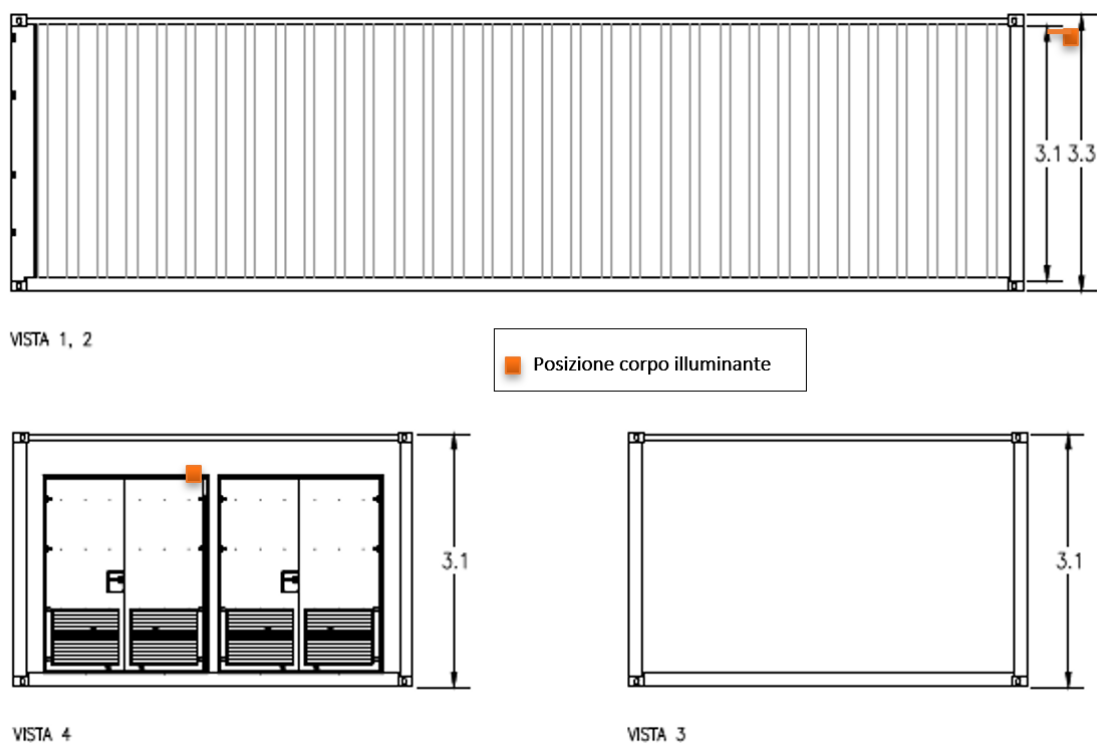 3.1 3.3
VISTA 1, 2
Posizione corpo illuminante
3.1
3.1
VISTA 4
VISTA 3